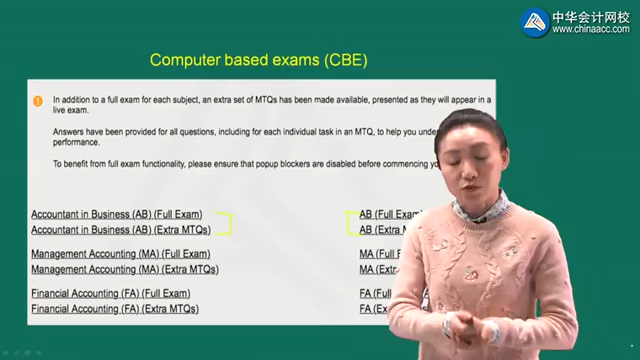 中华会计网校
www.chinaacc.com
Computer based exams (CBE)
In addition to a full exam for each subject, an extra set of MTQs has been made available, presented as they will appear in a
live exam.
Answers have been provided for all questions, including for each individual task in an MTQ, to help you
performance.
To benefit from full exam functionality, please ensure that popup blockers are disabled before commencing
Accountant in Business (AB) (Full Exam)
AB (Full
Accountant in Business (AB) (Extra MTQs)
AB (Extra
Management Accounting (MA) (Full Exam)
MA (Full
Management Accounting (MA) (Extra MTQs)
MA
Financial Accounting (FA) (Full Exam)
FA (Full
Financial Accounting (FA) (Extra MTQs)
FA